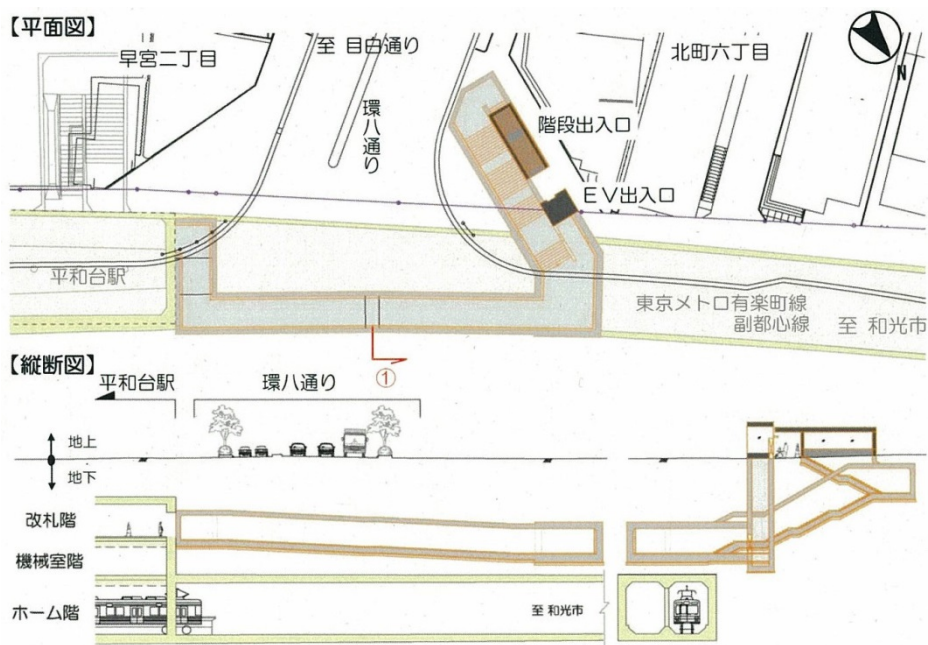 【平面図】
早宮二丁目
至 目白通り
環八通り
北町六丁目
N
階段出入口
EV出入口
平和台駅
東京メトロ有楽町線
副都心線
至 和光市
①
【縦断図】
平和台駅
環八通り
地上
地下
改札階
機械室階
ホーム階
至 和光市